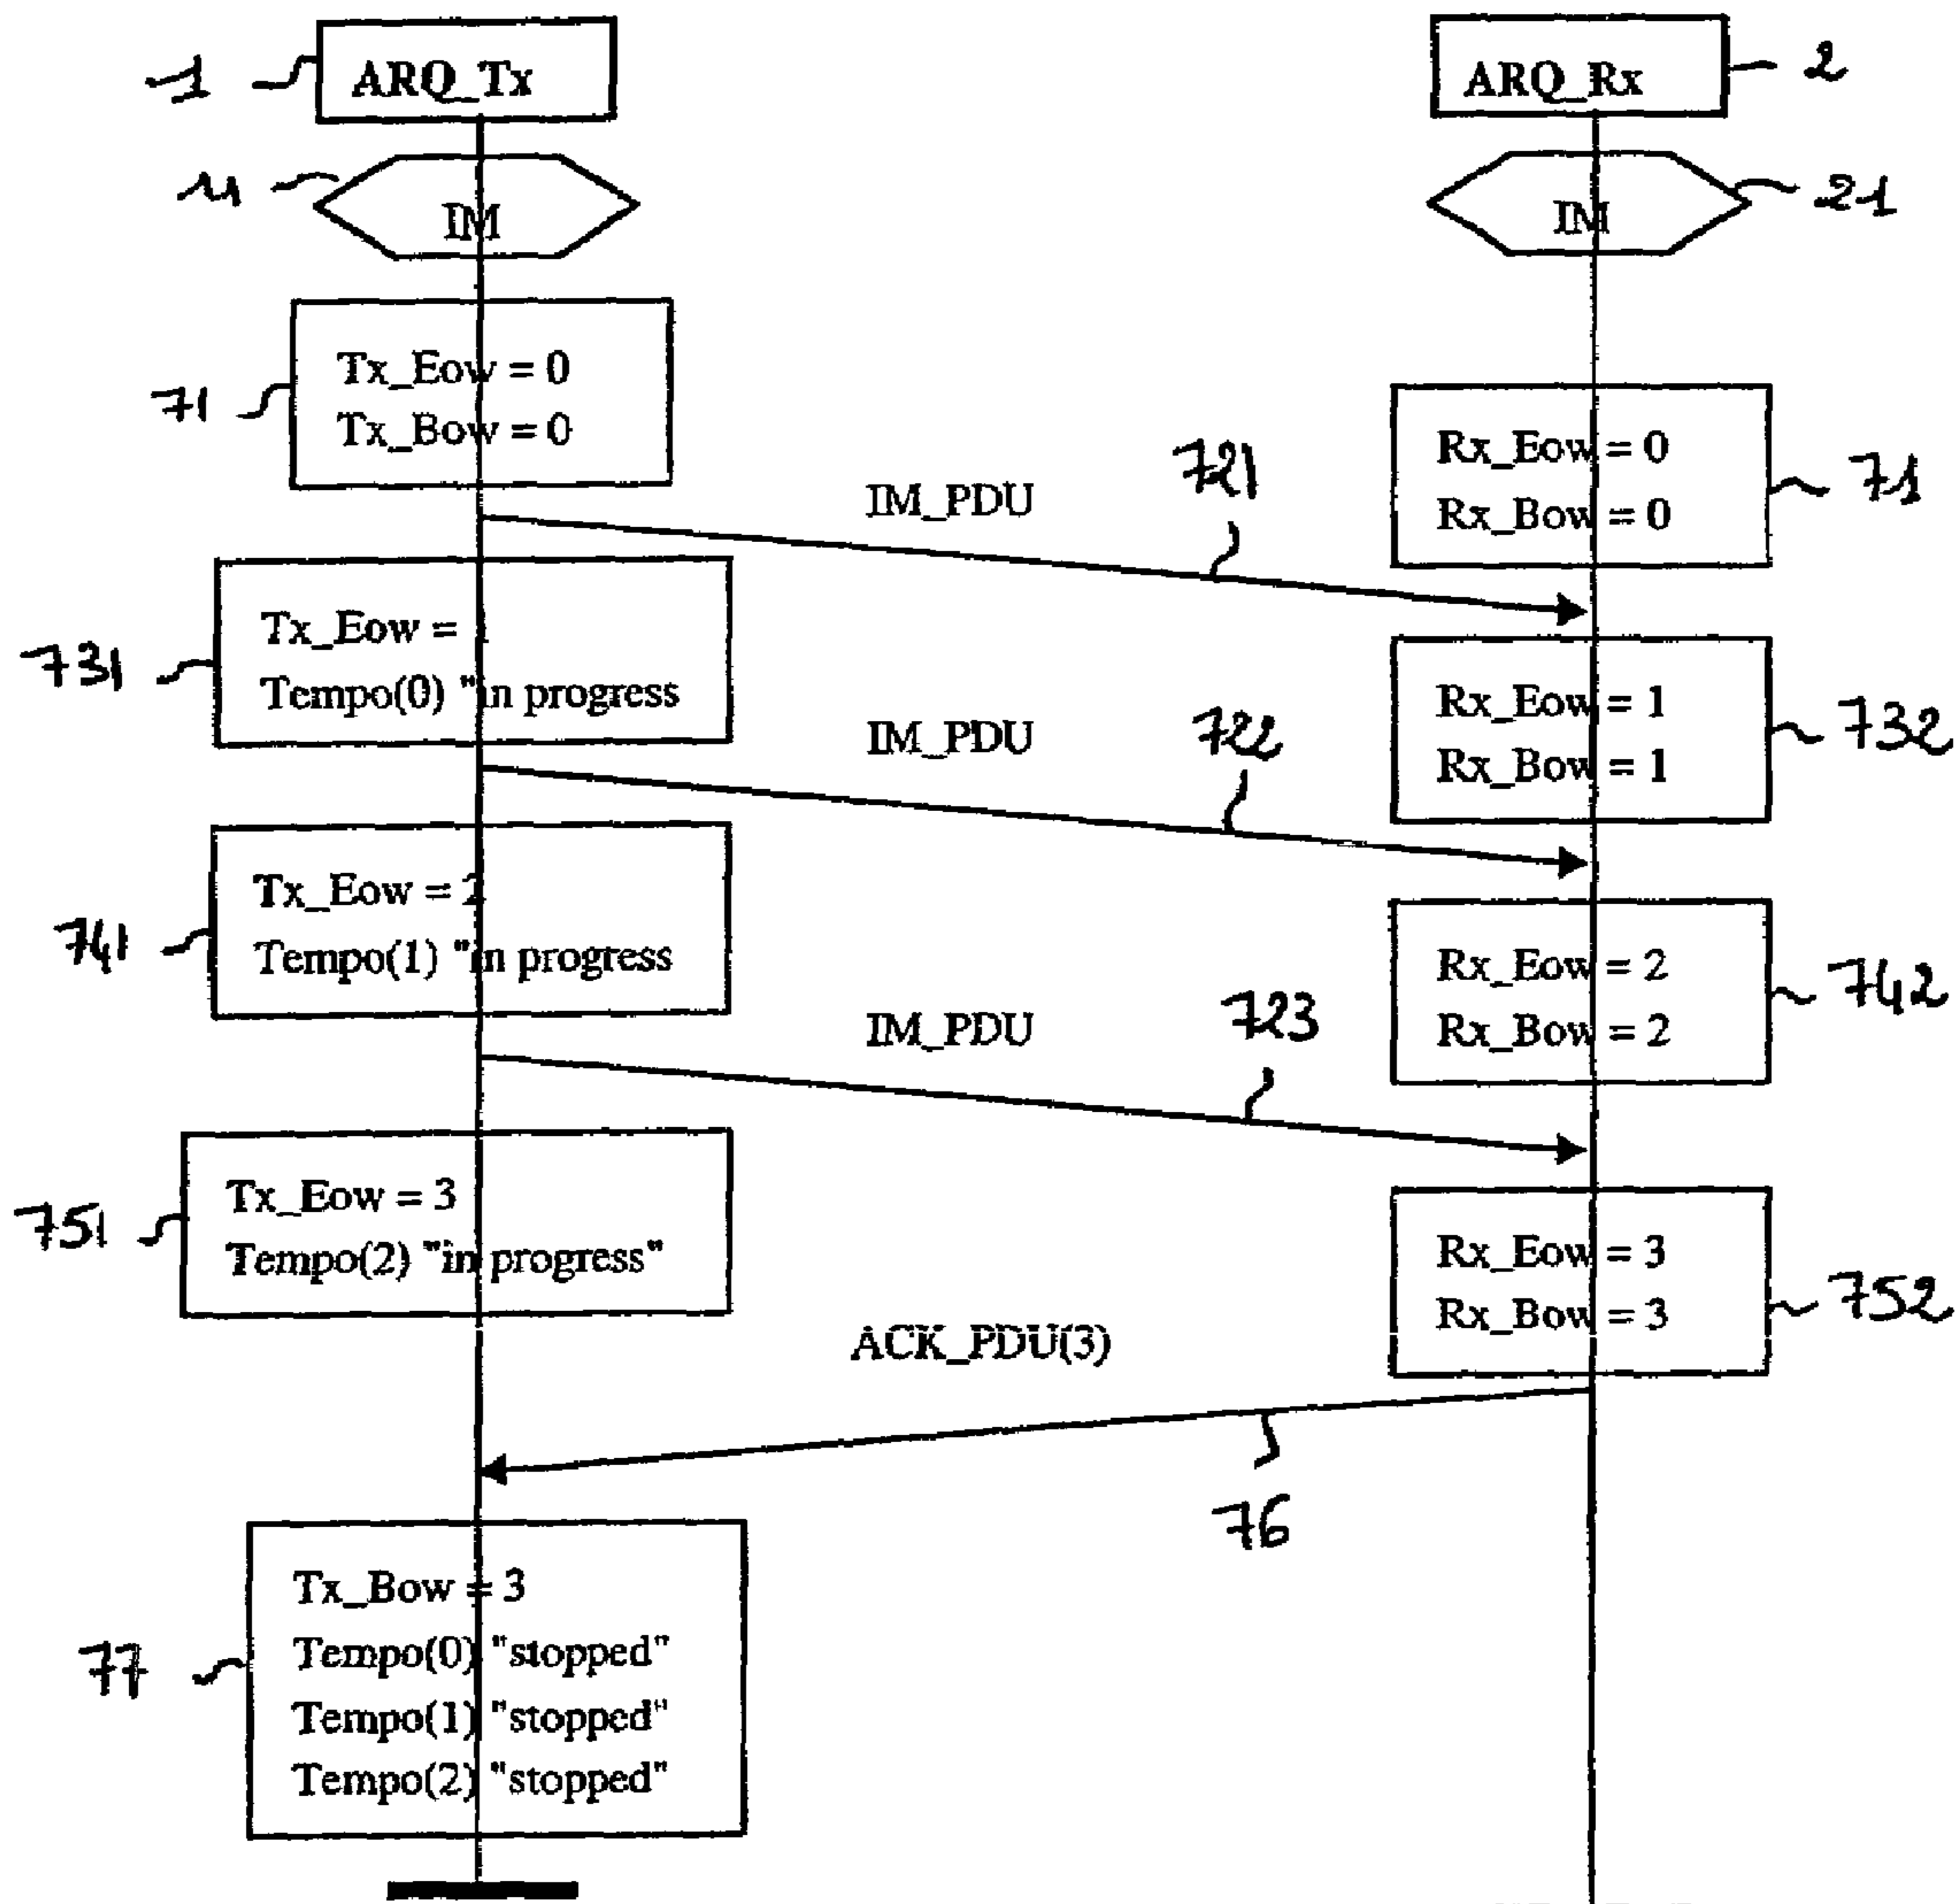 1
ARQ_Tx
ARQ_Rx
2
11
IM
IM
21
71
Tx_Eow = 0
Tx_Bow = 0
Rx_Eow = 0
Rx_Bow = 0
71
IM_PDU
721
731
Tx_Eow =
Tempo(0) "in progress
Rx_Eow = 1
Rx_Bow = 1
732
IM_PDU
722
741
Tx_Eow = 2
Tempo(1) "in progress
Rx_Eow = 2
Rx_Bow = 2
742
IM_PDU
723
751
Tx_Eow = 3
Tempo(2) "in progress"
Rx_Eow = 3
Rx_Bow = 3
752
ACK_PDU(3)
76
77
Tx_Bow = 3
Tempo(0) "stopped"
Tempo(1) "stopped"
Tempo(2) "stopped"